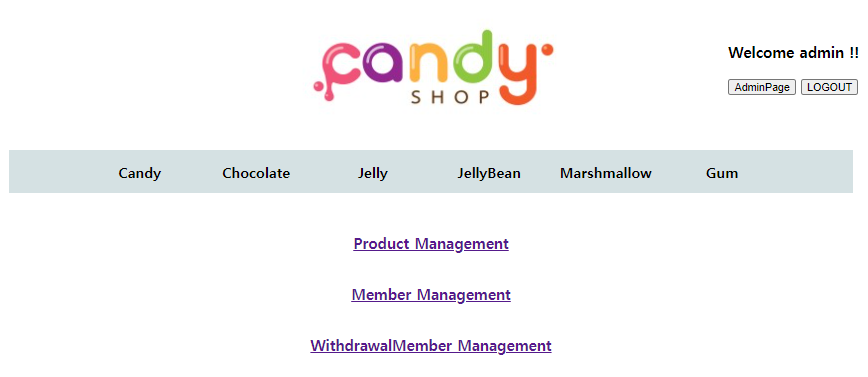 candy
SHOP
Welcome admin !!
AdminPage LOGOUT
Candy Chocolate Jelly JellyBean Marshmallow Gum
Product Management
Member Management
WithdrawalMember Management